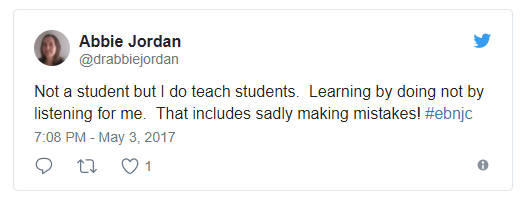 Abbie Jordan
@drabbiejordan
Not a student but I do teach students.  Learning by doing not by
listening for me.  That includes sadly making mistakes! #ebnjc
7:08 PM - May 3, 2017
1